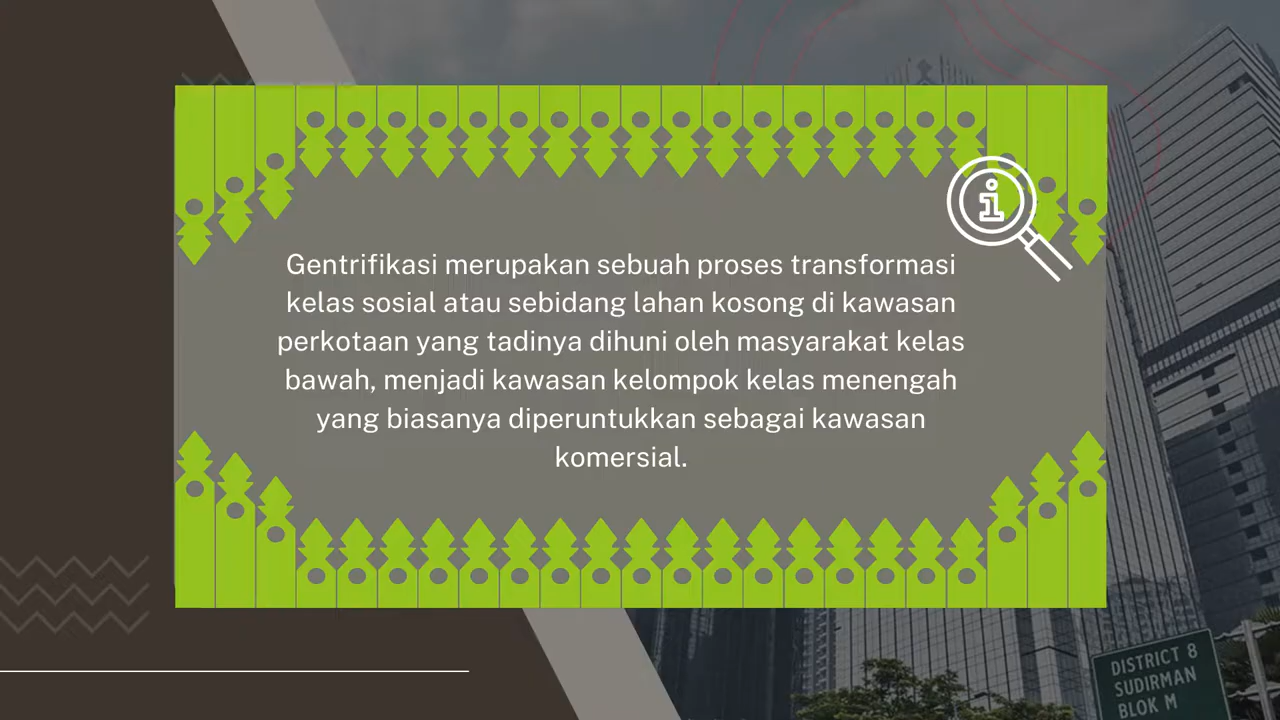 Gentrifikasi merupakan sebuah proses transformasi
kelas sosial atau sebidang lahan kosong di kawasan
perkotaan yang tadinya dihuni oleh masyarakat kelas
bawah, menjadi kawasan kelompok kelas menengah
yang biasanya diperuntukkan sebagai kawasan
komersial.
DISTRICT 8
SUDIRMAN
BLOK M